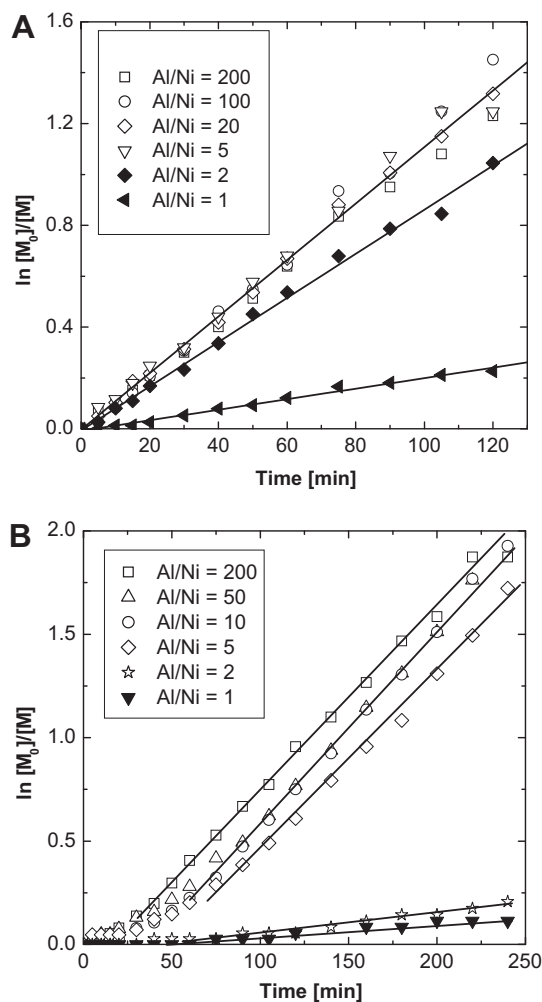 A
1.6
1.2
0.8
0.4
0.0
ln [M₀]/[M]
Al/Ni = 200
Al/Ni = 100
Al/Ni = 20
Al/Ni = 5
Al/Ni = 2
Al/Ni = 1
0 20 40 60 80 100 120
Time [min]
B
2.0
1.5
1.0
0.5
0.0
ln [M₀]/[M]
Al/Ni = 200
Al/Ni = 50
Al/Ni = 10
Al/Ni = 5
Al/Ni = 2
Al/Ni = 1
0 50 100 150 200 250
Time [min]